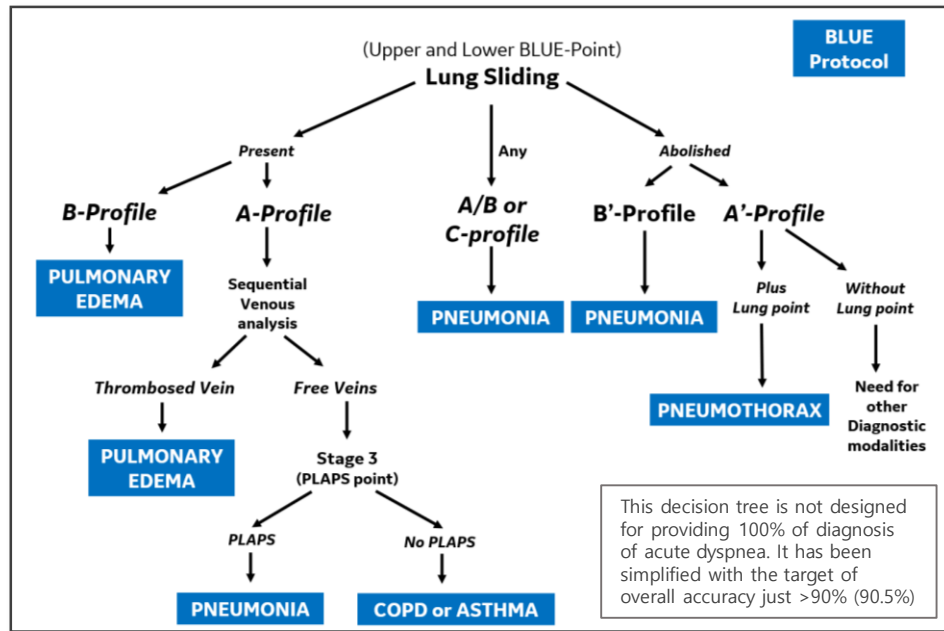 BLUE
Protocol
(Upper and Lower BLUE-Point)
Lung Sliding
Present
Any
Abolished
B-Profile
A-Profile
A/B or
C-profile
B’-Profile
A’-Profile
PULMONARY
EDEMA
Sequential
Venous
analysis
PNEUMONIA
PNEUMONIA
Plus
Lung point
Without
Lung point
Thrombosed Vein
Free Veins
PNEUMOTHORAX
Need for
other
Diagnostic
modalities
PULMONARY
EDEMA
Stage 3
(PLAPS point)
PLAPS
No PLAPS
PNEUMONIA
COPD or ASTHMA
This decision tree is not designed
for providing 100% of diagnosis
of acute dyspnea. It has been
simplified with the target of
overall accuracy just >90% (90.5%)